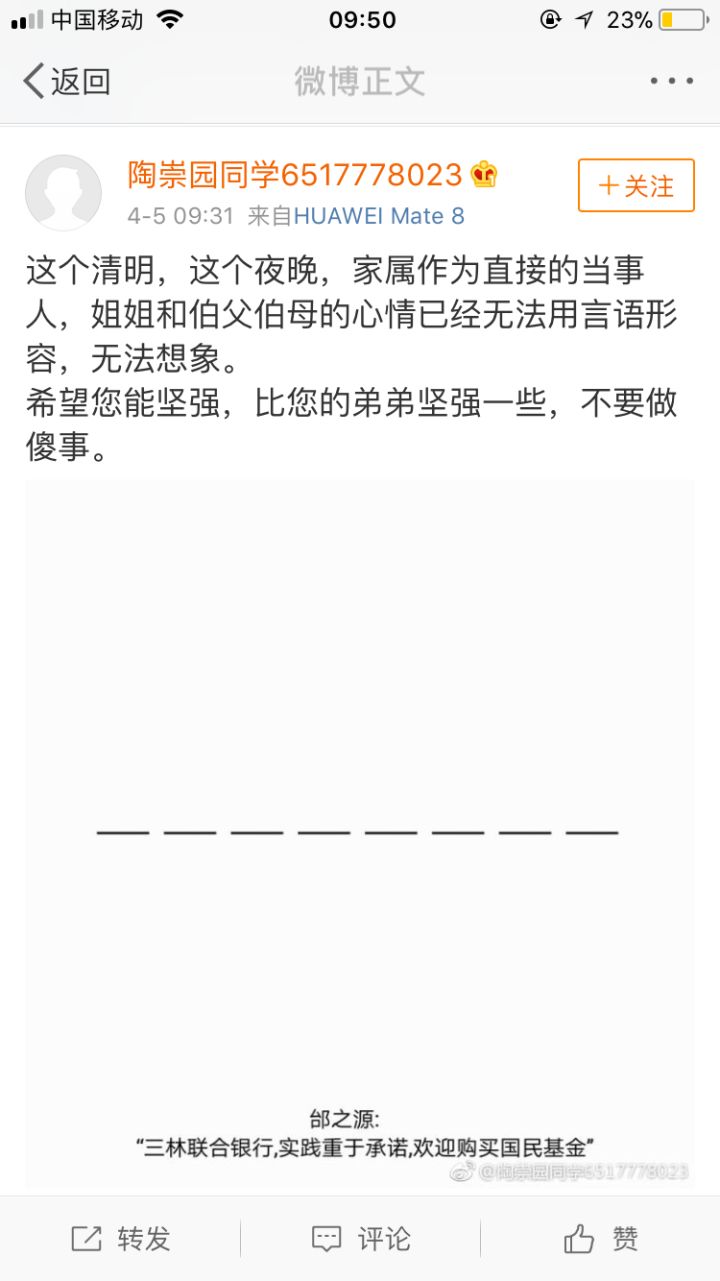 中国移动 09:50 23%
返回 微博正文
陶崇园同学6517778023
+关注
4-5 09:31 来自HUAWEI Mate 8
这个清明，这个夜晚，家属作为直接的当事
人，姐姐和伯父伯母的心情已经无法用言语形
容，无法想象。
希望您能坚强，比您的弟弟坚强一些，不要做
傻事。
邰之源:
“三林联合银行,实践重于承诺,欢迎购买国民基金”
@陶崇园同学6517778023
转发 评论 赞